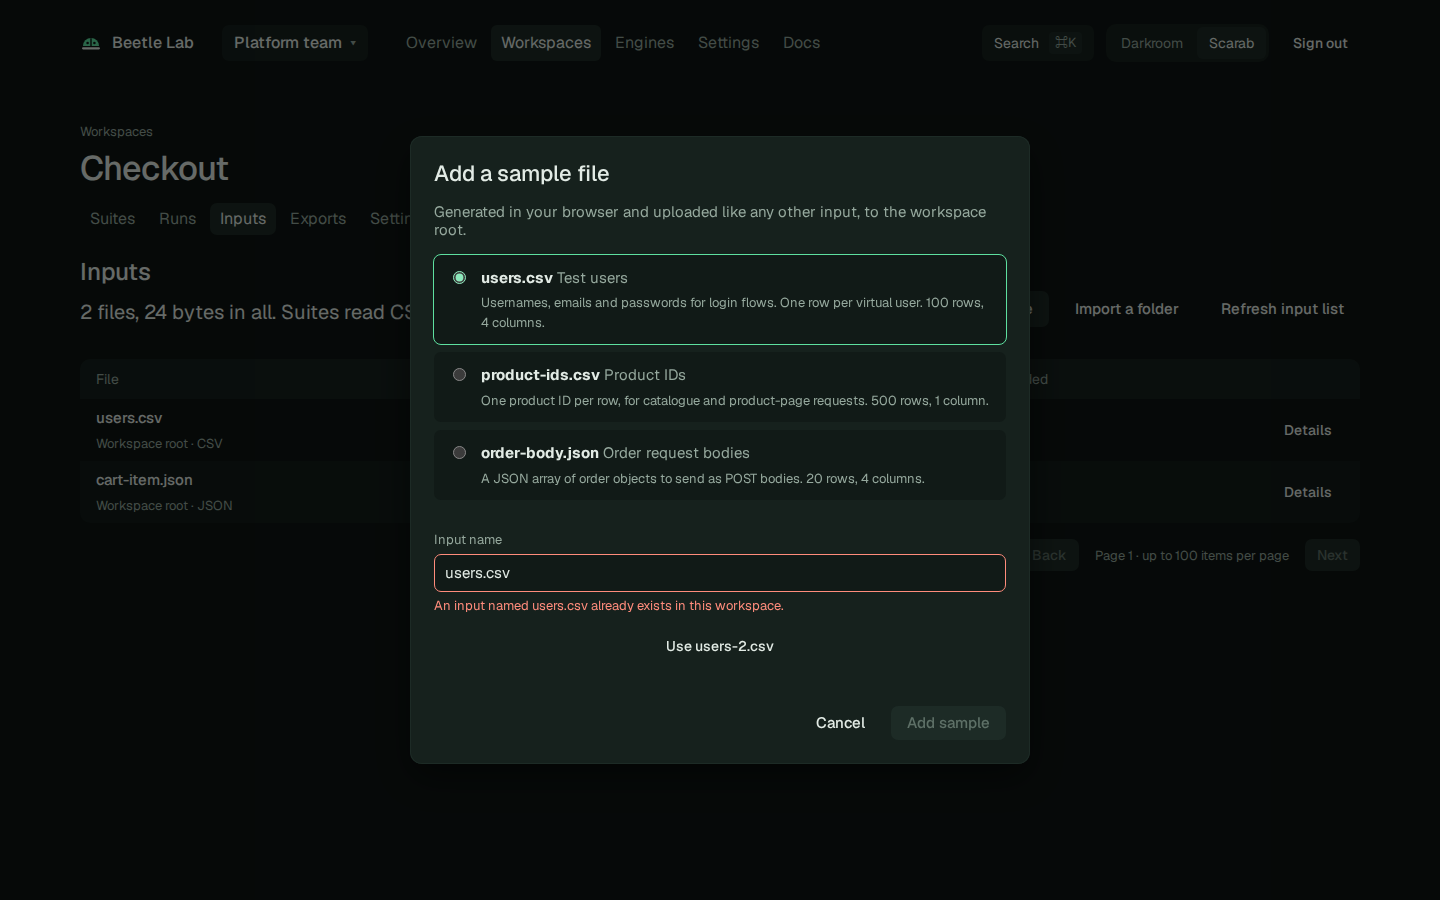 Beetle Lab
Platform team
Overview
Workspaces
Engines
Settings
Docs
Search ⌘K
Darkroom
Scarab
Sign out
Workspaces
Checkout
Suites
Runs
Inputs
Exports
Inputs
2 files, 24 bytes in all. Suites read
Import a folder
Refresh input list
File
users.csv
Workspace root · CSV
Details
cart-item.json
Workspace root · JSON
Details
Back
Page 1 · up to 100 items per page
Next
Add a sample file
Generated in your browser and uploaded like any other input, to the workspace
root.
users.csv Test users
Usernames, emails and passwords for login flows. One row per virtual user. 100 rows,
4 columns.
product-ids.csv Product IDs
One product ID per row, for catalogue and product-page requests. 500 rows, 1 column.
order-body.json Order request bodies
A JSON array of order objects to send as POST bodies. 20 rows, 4 columns.
Input name
users.csv
An input named users.csv already exists in this workspace.
Use users-2.csv
Cancel
Add sample